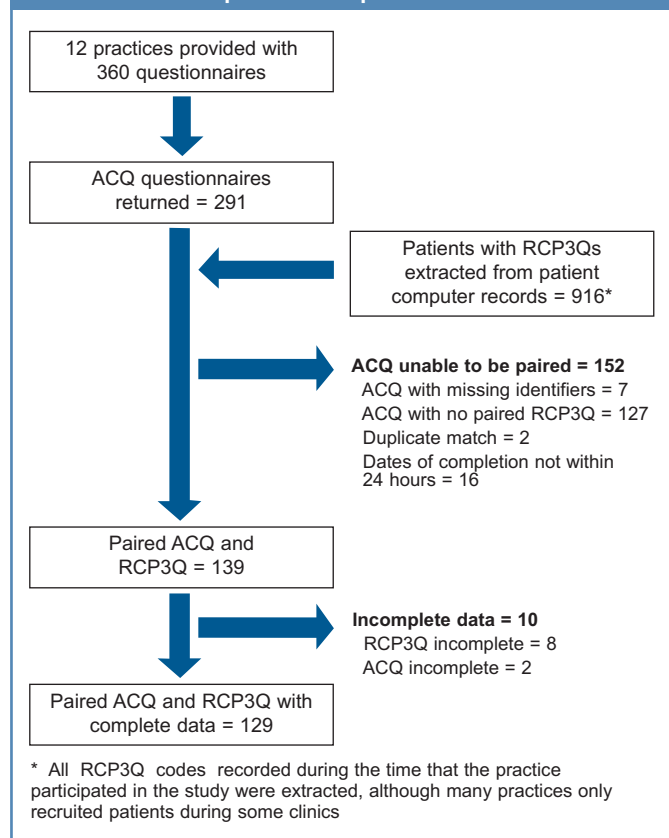 12 practices provided with
360 questionnaires
ACQ questionnaires
returned = 291
Patients with RCP3Qs
extracted from patient
computer records = 916*
ACQ unable to be paired = 152
ACQ with missing identifiers = 7
ACQ with no paired RCP3Q = 127
Duplicate match = 2
Dates of completion not within
24 hours = 16
Paired ACQ and
RCP3Q = 139
Incomplete data = 10
RCP3Q incomplete = 8
ACQ incomplete = 2
Paired ACQ and RCP3Q with
complete data = 129
* All RCP3Q codes recorded during the time that the practice
participated in the study were extracted, although many practices only
recruited patients during some clinics